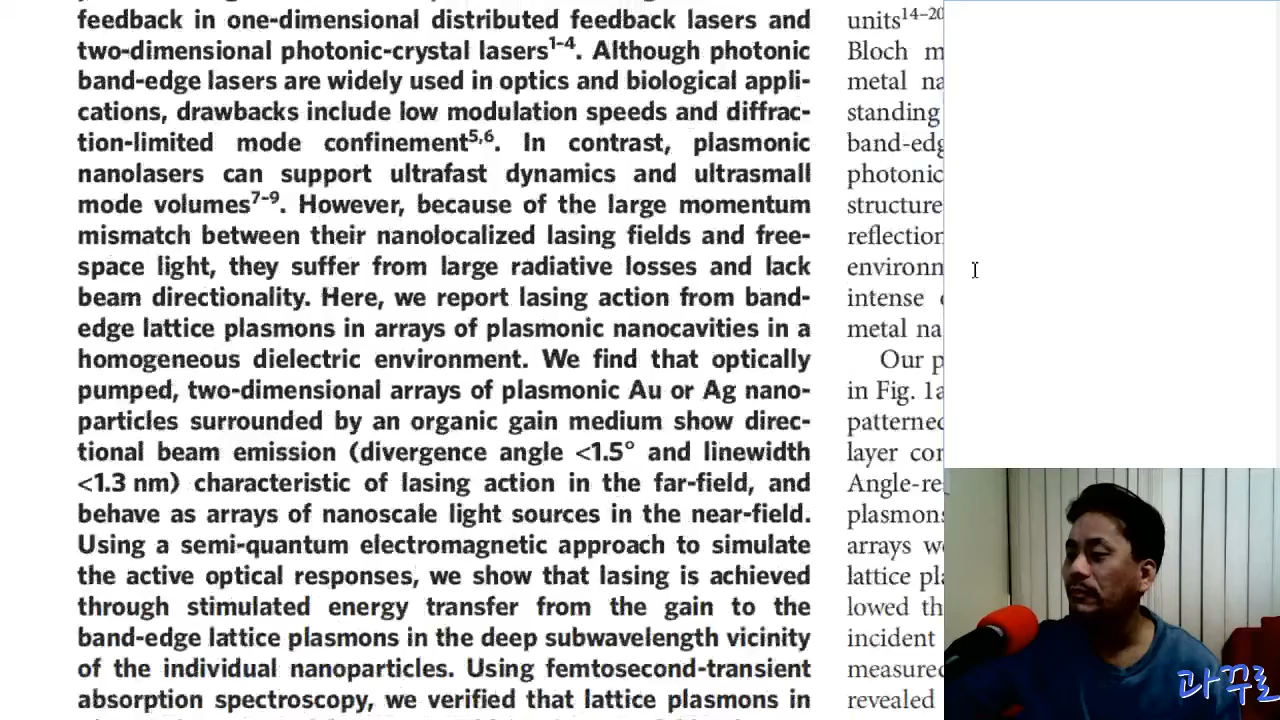 feedback in one-dimensional distributed feedback lasers and
two-dimensional photonic-crystal lasers1–4. Although photonic
band-edge lasers are widely used in optics and biological appli-
cations, drawbacks include low modulation speeds and diffrac-
tion-limited mode confinement5,6. In contrast, plasmonic
nanolasers can support ultrafast dynamics and ultrasmall
mode volumes7–9. However, because of the large momentum
mismatch between their nanolocalized lasing fields and free-
space light, they suffer from large radiative losses and lack
beam directionality. Here, we report lasing action from band-
edge lattice plasmons in arrays of plasmonic nanocavities in a
homogeneous dielectric environment. We find that optically
pumped, two-dimensional arrays of plasmonic Au or Ag nano-
particles surrounded by an organic gain medium show direc-
tional beam emission (divergence angle <1.5° and linewidth
<1.3 nm) characteristic of lasing action in the far-field, and
behave as arrays of nanoscale light sources in the near-field.
Using a semi-quantum electromagnetic approach to simulate
the active optical responses, we show that lasing is achieved
through stimulated energy transfer from the gain to the
band-edge lattice plasmons in the deep subwavelength vicinity
of the individual nanoparticles. Using femtosecond-transient
absorption spectroscopy, we verified that lattice plasmons in
units14–20
Bloch m
metal na
standing
band-edg
photonic
structure
reflection
environn
intense
metal na
Our p
in Fig. 1a
patterned
layer cor
Angle-re
plasmons
arrays w
lattice pla
lowed th
incident
measured
revealed
과꾸로